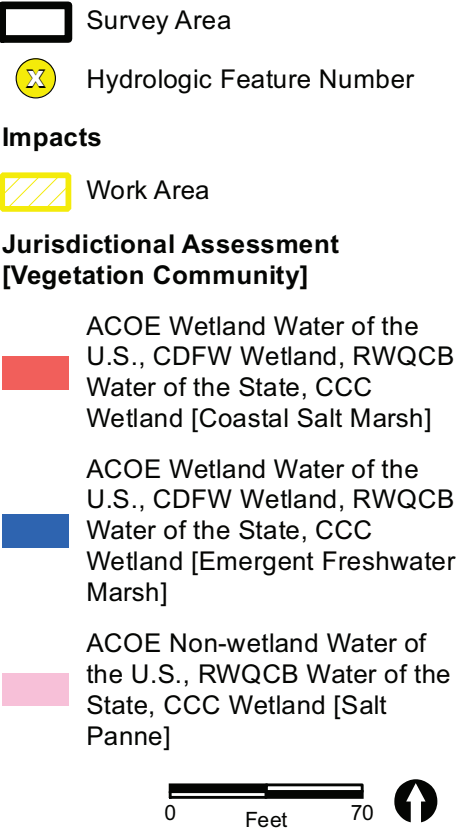 Survey Area
X
Hydrologic Feature Number
Impacts
Work Area
Jurisdictional Assessment
[Vegetation Community]
ACOE Wetland Water of the
U.S., CDFW Wetland, RWQCB
Water of the State, CCC
Wetland [Coastal Salt Marsh]
ACOE Wetland Water of the
U.S., CDFW Wetland, RWQCB
Water of the State, CCC
Wetland [Emergent Freshwater
Marsh]
ACOE Non-wetland Water of
the U.S., RWQCB Water of the
State, CCC Wetland [Salt
Panne]
0 Feet 70